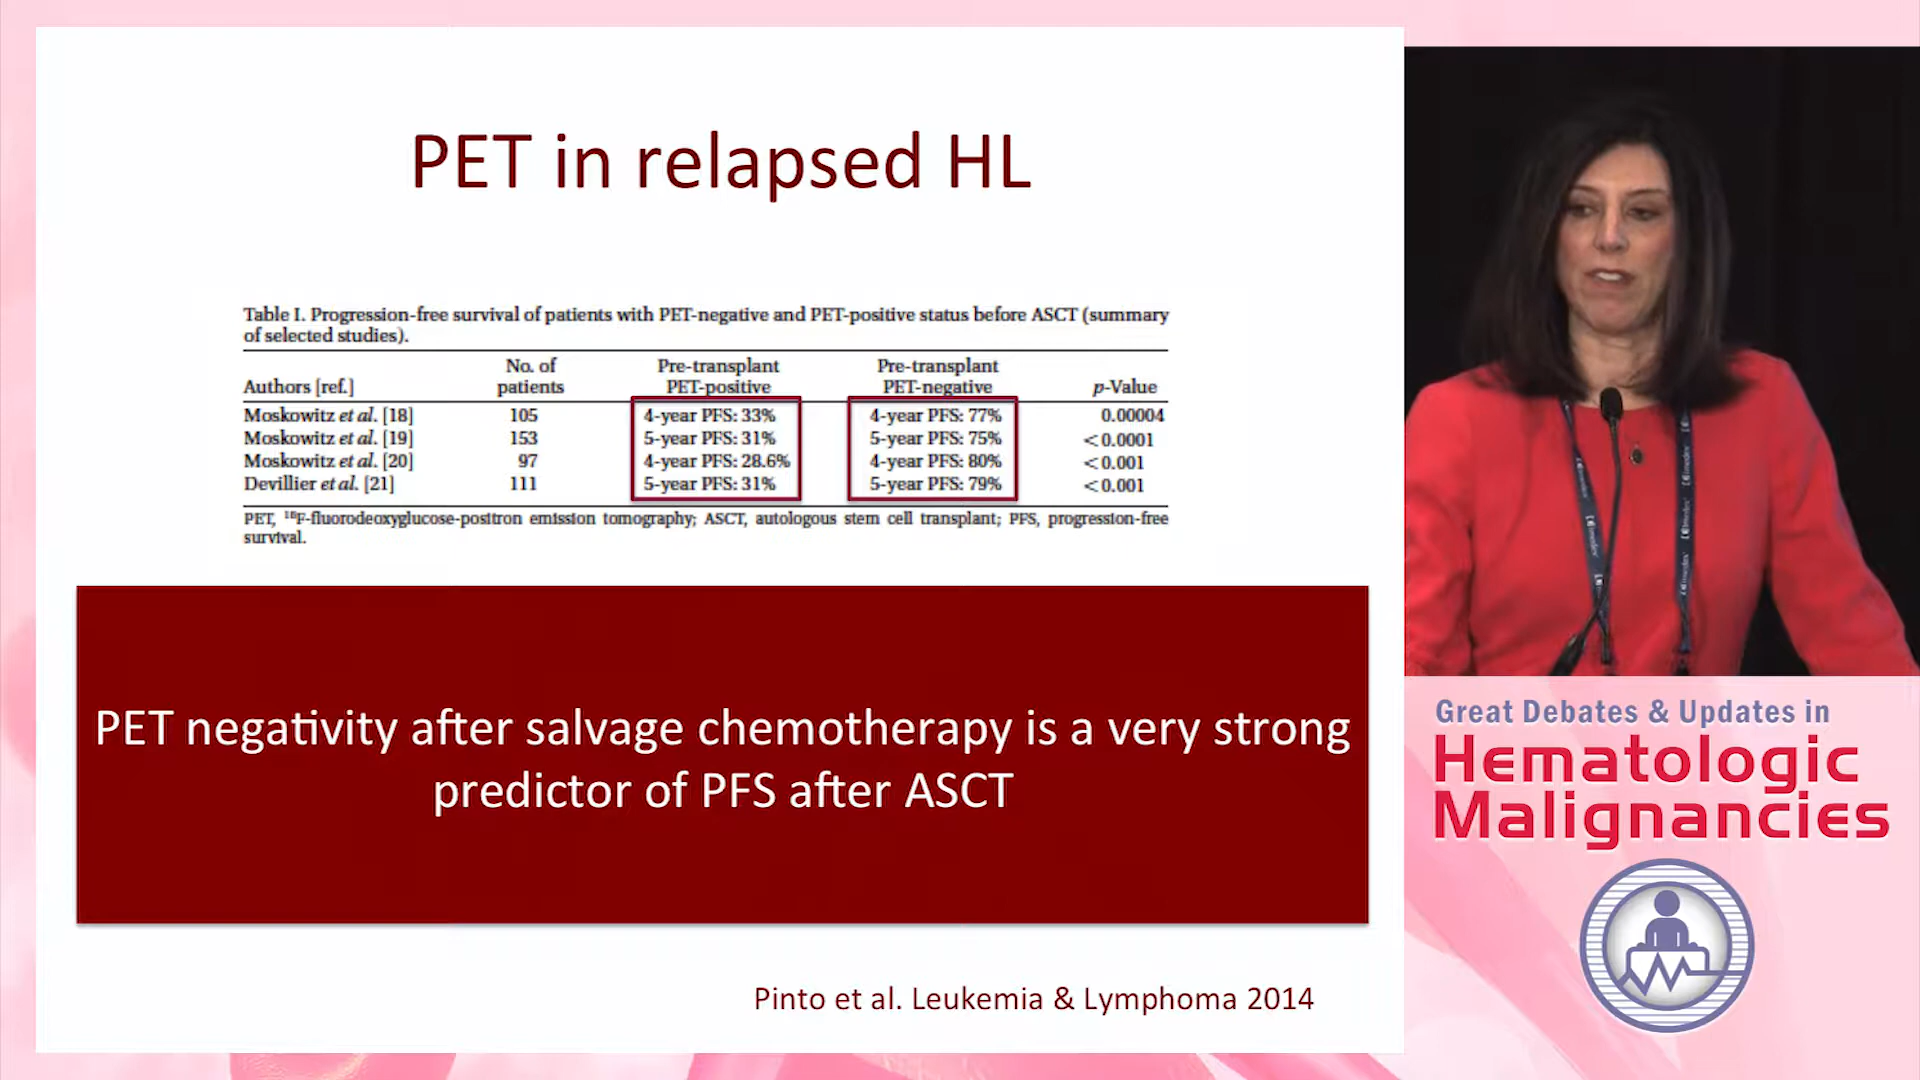 PET in relapsed HL
Table I. Progression-free survival of patients with PET-negative and PET-positive status before ASCT (summary
of selected studies).
Authors [ref.] No. of patients Pre-transplant PET-positive Pre-transplant PET-negative p-Value
Moskowitz et al. [18] 105 4-year PFS: 33% 4-year PFS: 77% 0.00004
Moskowitz et al. [19] 153 5-year PFS: 31% 5-year PFS: 75% <0.0001
Moskowitz et al. [20] 97 4-year PFS: 28.6% 4-year PFS: 80% <0.001
Devillier et al. [21] 111 5-year PFS: 31% 5-year PFS: 79% <0.001
PET, ¹⁸F-fluorodeoxyglucose-positron emission tomography; ASCT, autologous stem cell transplant; PFS, progression-free
survival.
PET negativity after salvage chemotherapy is a very strong
predictor of PFS after ASCT
Pinto et al. Leukemia & Lymphoma 2014
Great Debates & Updates in
Hematologic
Malignancies